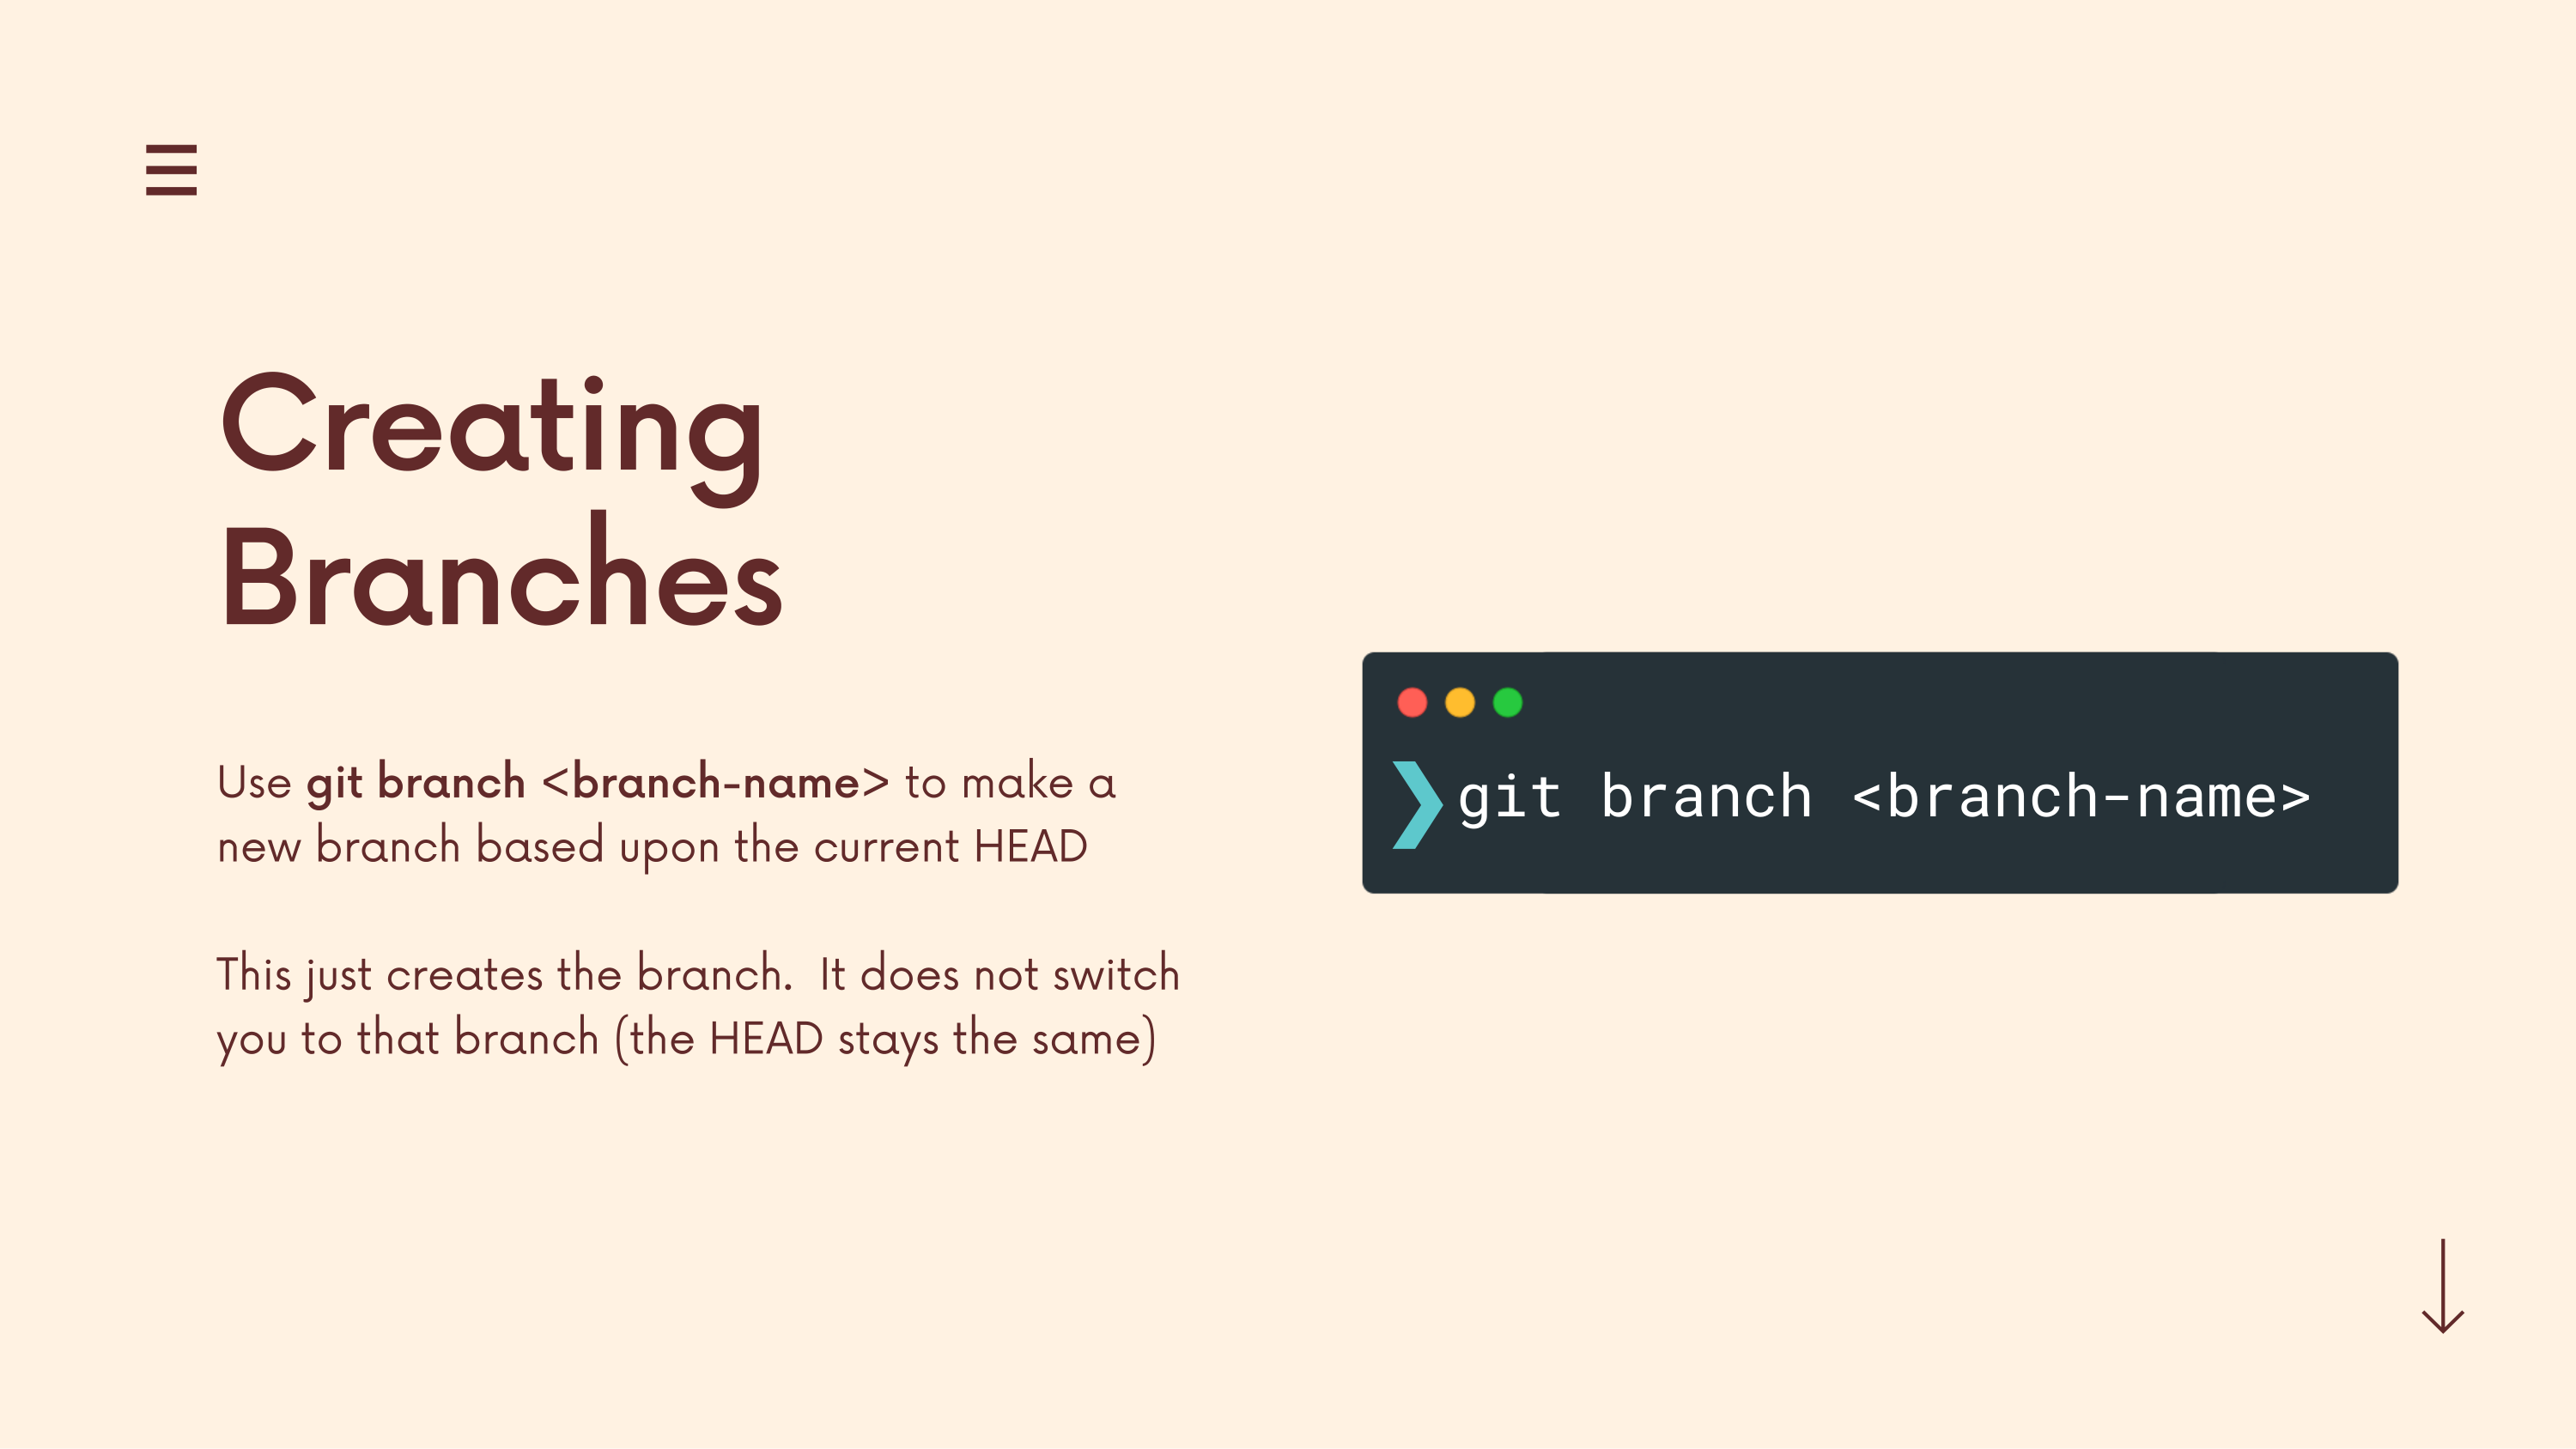 Creating
Branches
Use git branch <branch-name> to make a
new branch based upon the current HEAD
This just creates the branch.  It does not switch
you to that branch (the HEAD stays the same)
❯git branch <branch-name>